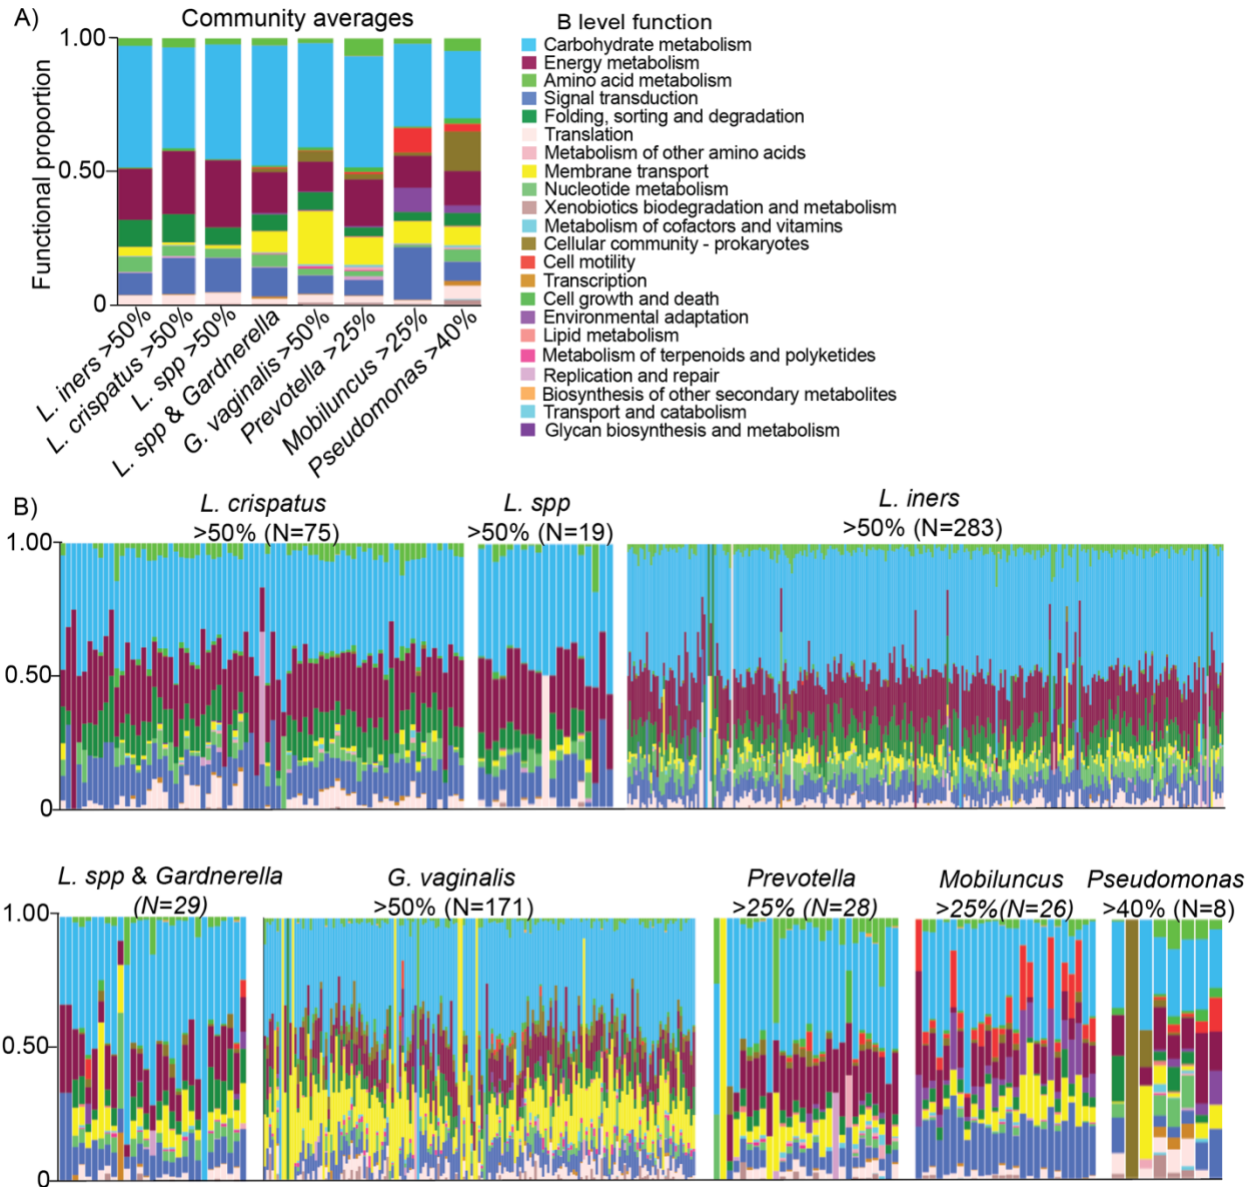 A)
Community averages
B level function
1.00
0.50
0
Functional proportion
L. iners >50%
L. crispatus >50%
L. spp >50%
L. spp & Gardnerella
G. vaginalis >50%
Prevotella >25%
Mobiluncus >25%
Pseudomonas >40%
Carbohydrate metabolism
Energy metabolism
Amino acid metabolism
Signal transduction
Folding, sorting and degradation
Translation
Metabolism of other amino acids
Membrane transport
Nucleotide metabolism
Xenobiotics biodegradation and metabolism
Metabolism of cofactors and vitamins
Cellular community - prokaryotes
Cell motility
Transcription
Cell growth and death
Environmental adaptation
Lipid metabolism
Metabolism of terpenoids and polyketides
Replication and repair
Biosynthesis of other secondary metabolites
Transport and catabolism
Glycan biosynthesis and metabolism
B)
L. crispatus
>50% (N=75)
L. spp
>50% (N=19)
L. iners
>50% (N=283)
1.00
0.50
0
L. spp & Gardnerella
(N=29)
G. vaginalis
>50% (N=171)
Prevotella
>25% (N=28)
Mobiluncus
>25%(N=26)
Pseudomonas
>40% (N=8)
1.00
0.50
0